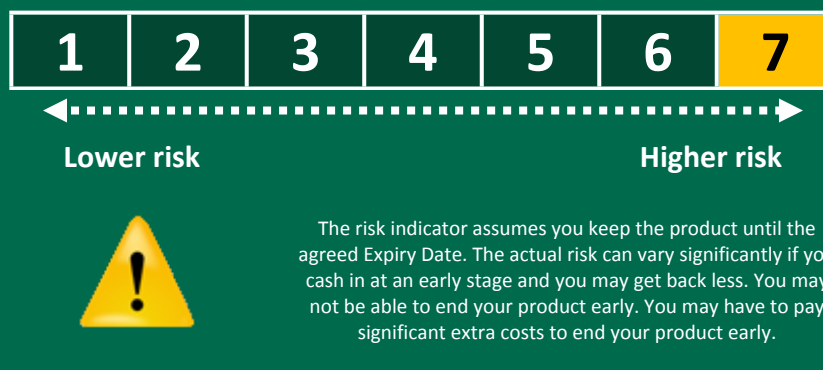 1 2 3 4 5 6 7
Lower risk Higher risk
!
The risk indicator assumes you keep the product until the
agreed Expiry Date. The actual risk can vary significantly if yo
cash in at an early stage and you may get back less. You may
not be able to end your product early. You may have to pay
significant extra costs to end your product early.